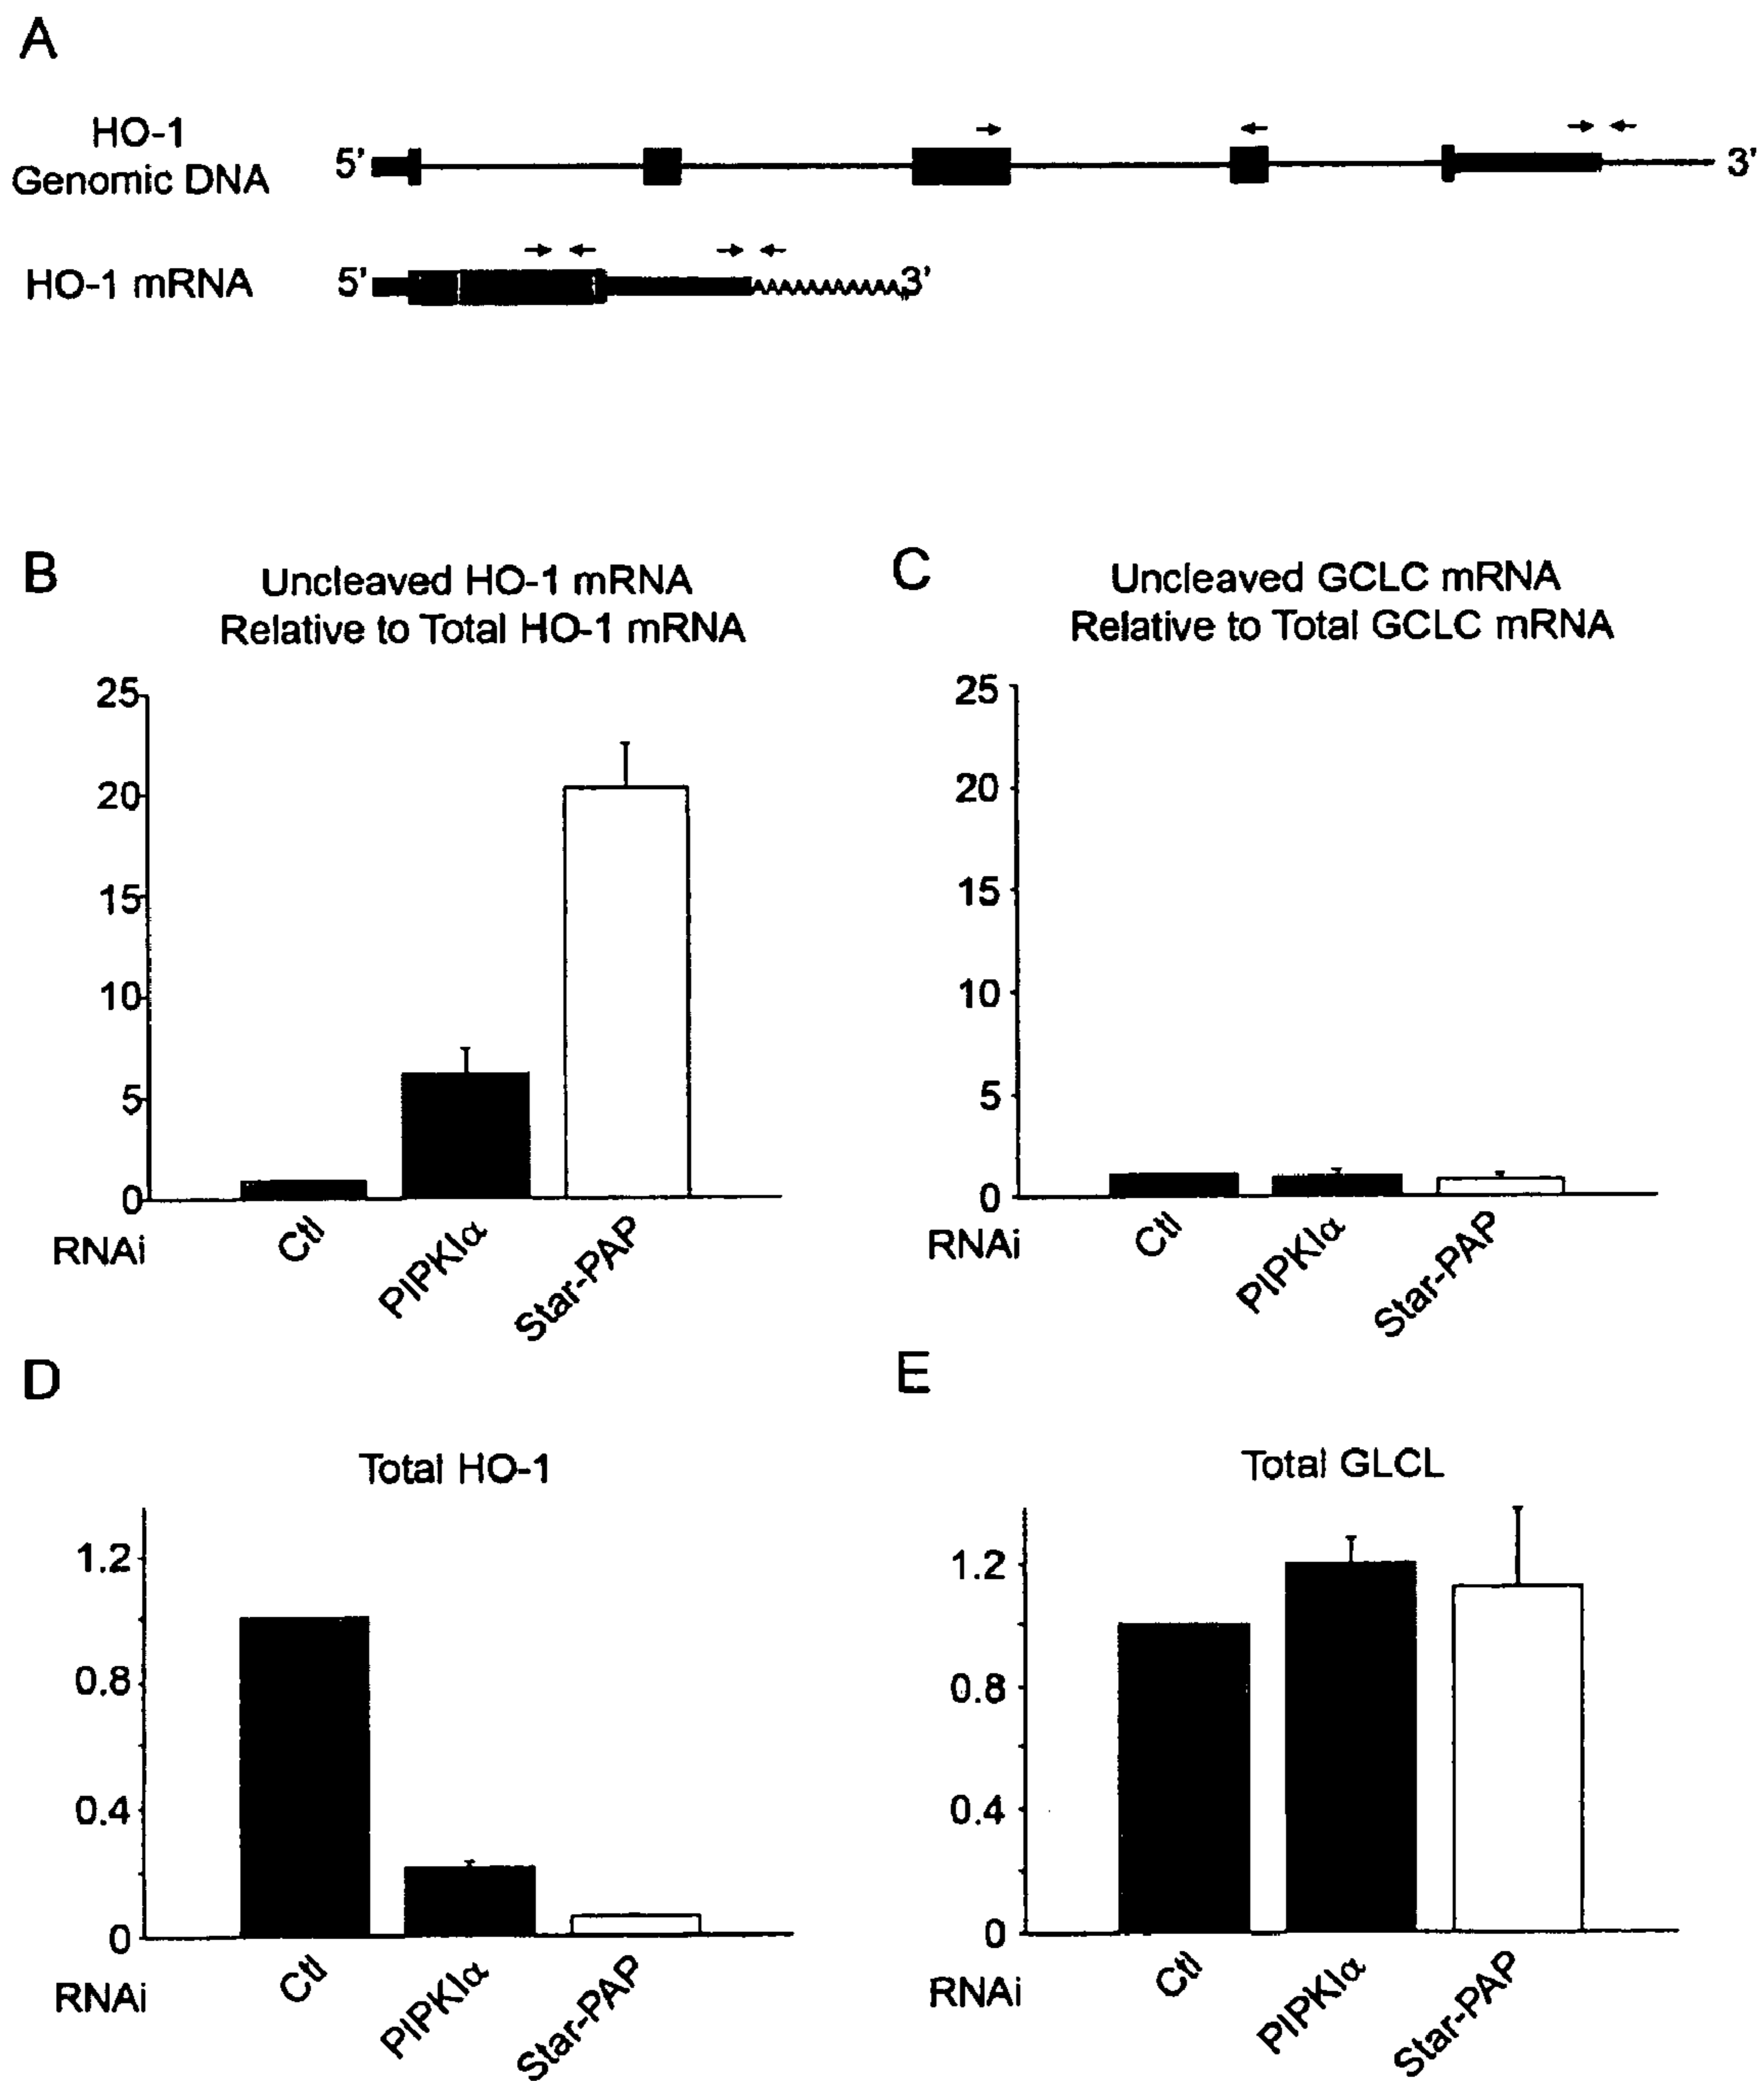 A
HO-1
Genomic DNA
5'
3'
HO-1 mRNA
5'
3'
B
Uncleaved HO-1 mRNA
Relative to Total HO-1 mRNA
25
20
15
10
5
0
RNAi
Ctl
PIPKIα
Star-PAP
C
Uncleaved GCLC mRNA
Relative to Total GCLC mRNA
25
20
15
10
5
0
RNAi
Ctl
PIPKIα
Star-PAP
D
Total HO-1
1.2
0.8
0.4
0
RNAi
Ctl
PIPKIα
Star-PAP
E
Total GLCL
1.2
0.8
0.4
0
RNAi
Ctl
PIPKIα
Star-PAP